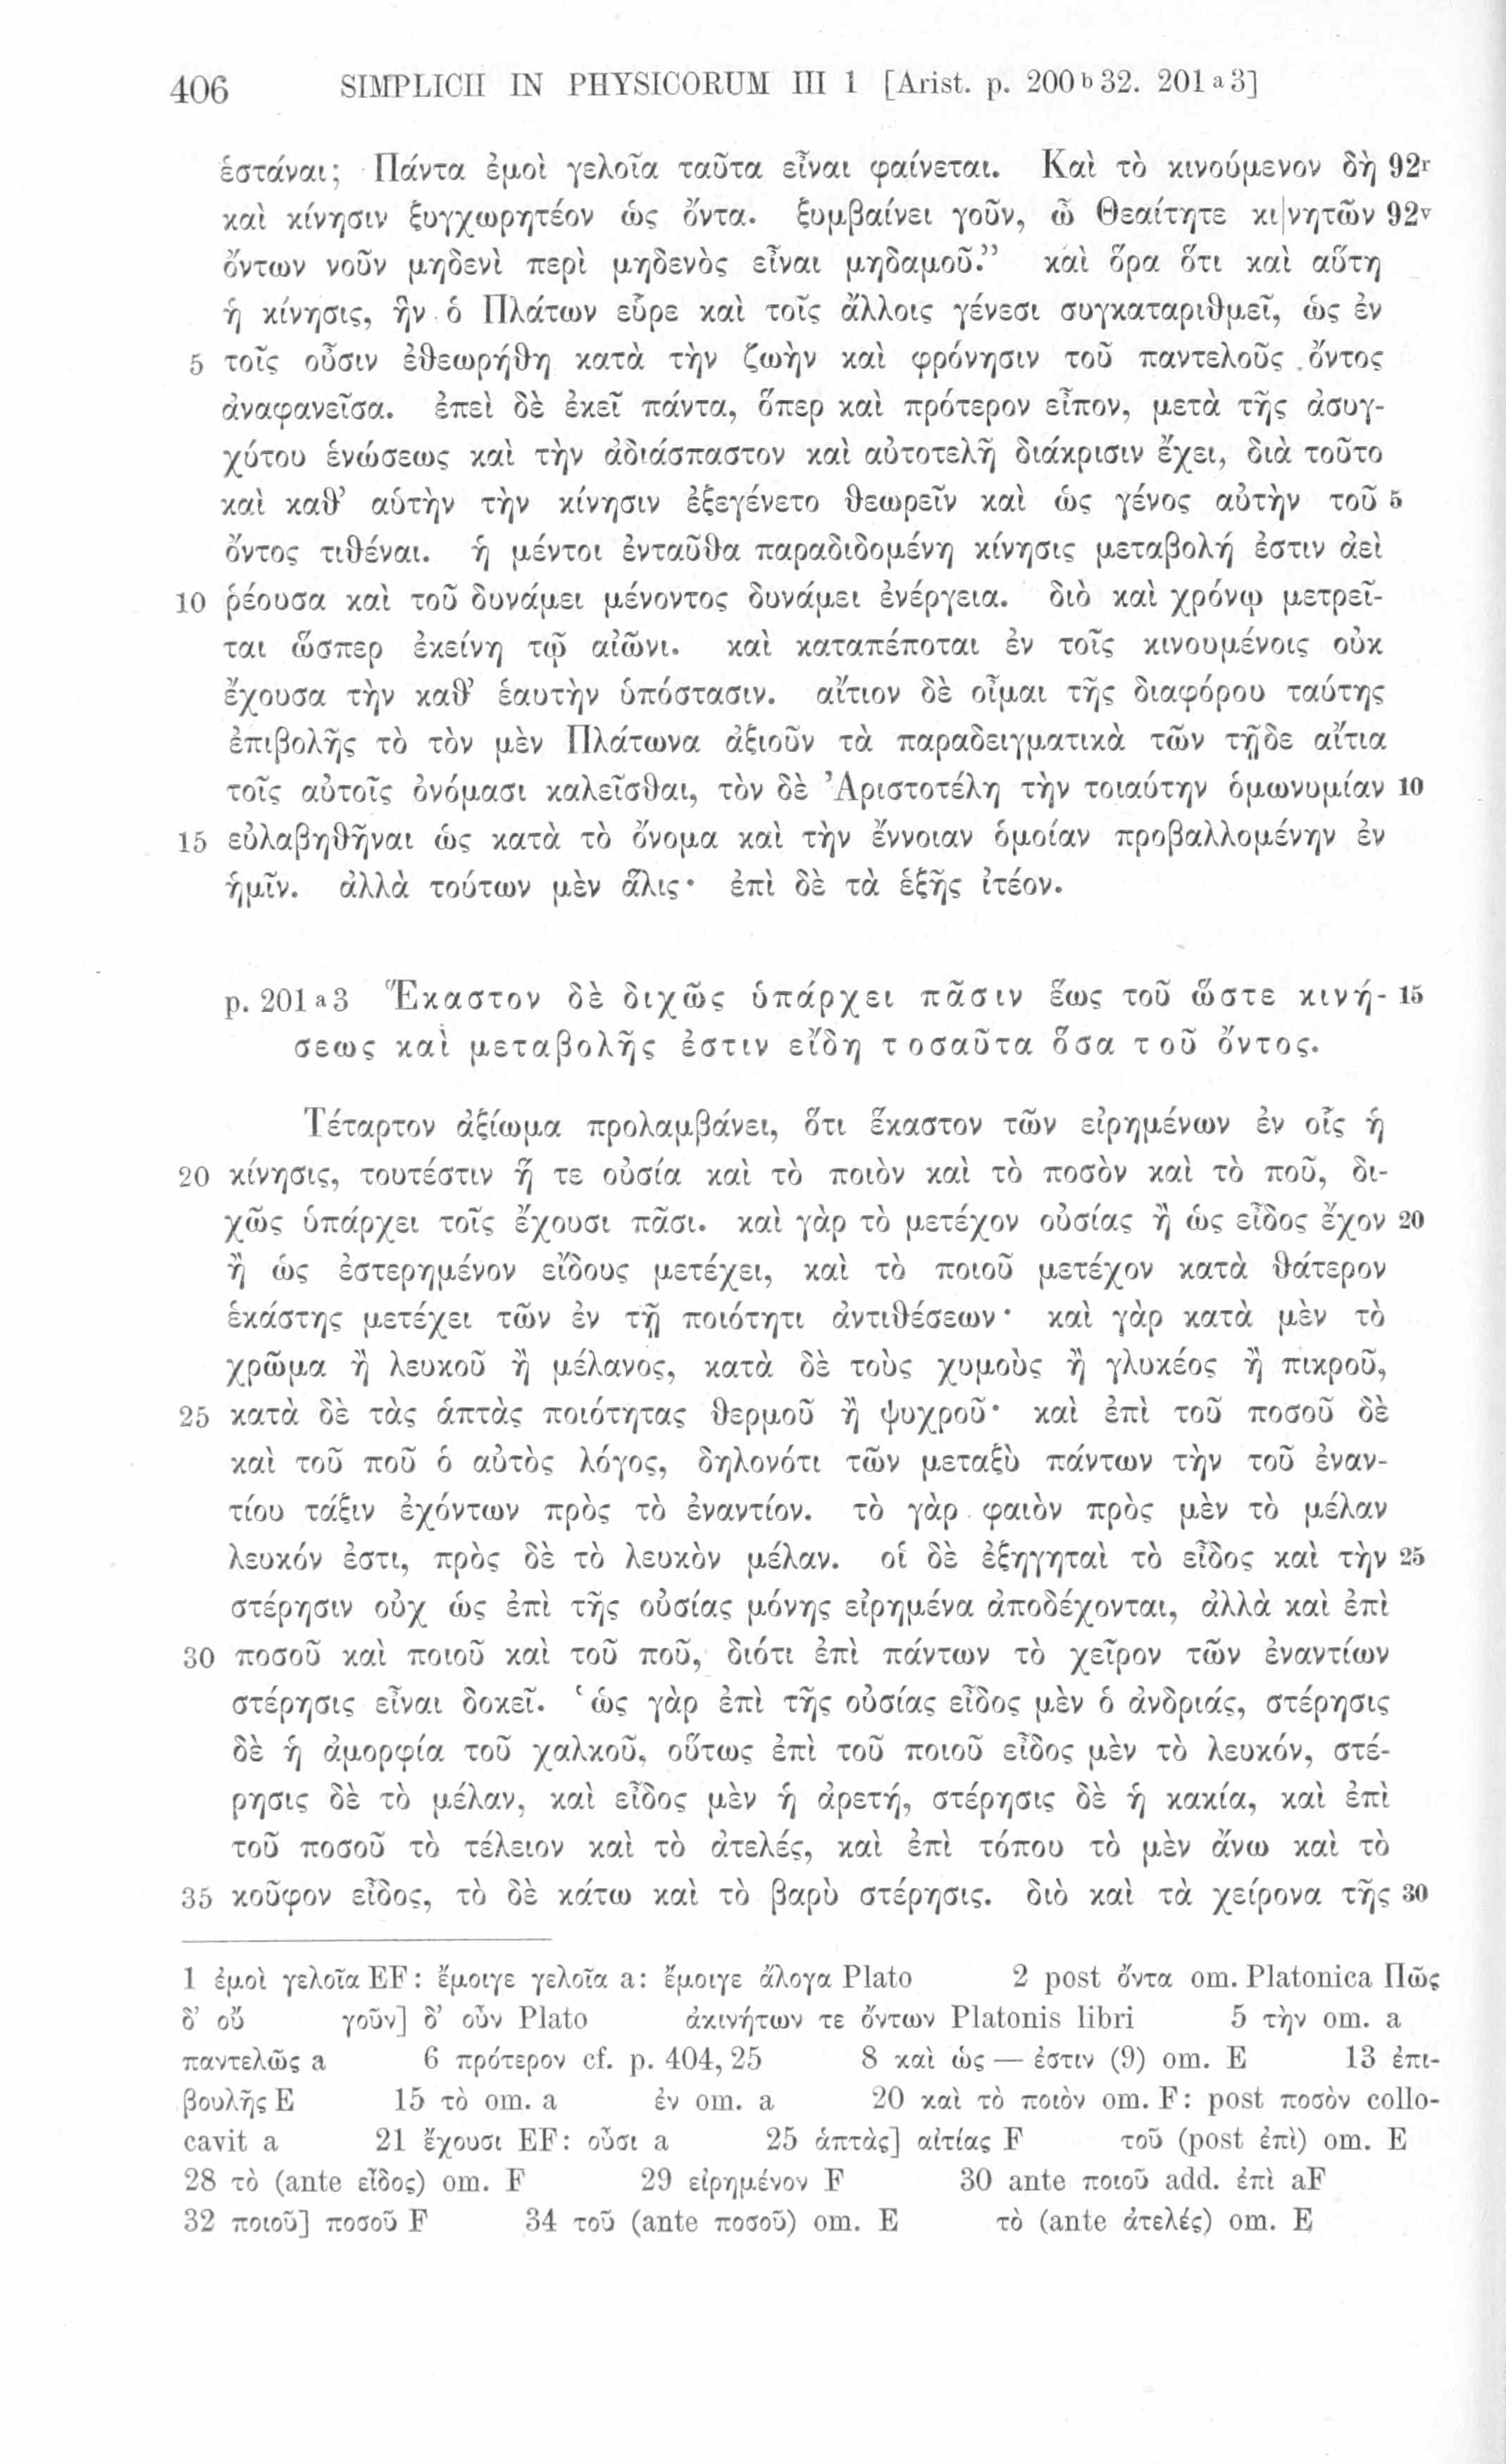 406 SIMPLICII IN PHYSICORUM III 1 [Arist. p. 200 b 32. 201 a 3]
ἑστάναι; Πάντα ἐμοὶ γελοῖα ταῦτα εἶναι φαίνεται. Καὶ τὸ κινούμενον δὴ 92r
καὶ κίνησιν ξυγχωρητέον ὡς ὄντα. ξυμβαίνει γοῦν, ὦ Θεαίτητε κι|νητῶν 92v
ὄντων νοῦν μηδενὶ περὶ μηδενὸς εἶναι μηδαμοῦ.” καὶ ὅρα ὅτι καὶ αὕτη
ἡ κίνησις, ἣν ὁ Πλάτων εὗρε καὶ τοῖς ἄλλοις γένεσι συγκαταριθμεῖ, ὡς ἐν
5 τοῖς οὖσιν ἐθεωρήθη κατὰ τὴν ζωὴν καὶ φρόνησιν τοῦ παντελοῦς ὄντος
ἀναφανεῖσα. ἐπεὶ δὲ ἐκεῖ πάντα, ὅπερ καὶ πρότερον εἶπον, μετὰ τῆς ἀσυγ-
χύτου ἑνώσεως καὶ τὴν ἀδιάσπαστον καὶ αὐτοτελῆ διάκρισιν ἔχει, διὰ τοῦτο
καὶ καθ’ αὑτὴν τὴν κίνησιν ἐξεγένετο θεωρεῖν καὶ ὡς γένος αὐτὴν τοῦ 5
ὄντος τιθέναι. ἡ μέντοι ἐνταῦθα παραδιδομένη κίνησις μεταβολή ἐστιν ἀεὶ
10 ῥέουσα καὶ τοῦ δυνάμει μένοντος δυνάμει ἐνέργεια. διὸ καὶ χρόνῳ μετρεῖ-
ται ὥσπερ ἐκείνη τῷ αἰῶνι. καὶ καταπέποται ἐν τοῖς κινουμένοις οὐκ
ἔχουσα τὴν καθ’ ἑαυτὴν ὑπόστασιν. αἴτιον δὲ οἶμαι τῆς διαφόρου ταύτης
ἐπιβολῆς τὸ τὸν μὲν Πλάτωνα ἀξιοῦν τὰ παραδειγματικὰ τῶν τῇδε αἴτια
τοῖς αὐτοῖς ὀνόμασι καλεῖσθαι, τὸν δὲ Ἀριστοτέλη τὴν τοιαύτην ὁμωνυμίαν 10
15 εὐλαβηθῆναι ὡς κατὰ τὸ ὄνομα καὶ τὴν ἔννοιαν ὁμοίαν προβαλλομένην ἐν
ἡμῖν. ἀλλὰ τούτων μὲν ἅλις· ἐπὶ δὲ τὰ ἑξῆς ἰτέον.
p. 201 a 3 Ἕκαστον δὲ διχῶς ὑπάρχει πᾶσιν ἕως τοῦ ὥστε κινή- 15
σεως καὶ μεταβολῆς ἐστιν εἴδη τοσαῦτα ὅσα τοῦ ὄντος.
Τέταρτον ἀξίωμα προλαμβάνει, ὅτι ἕκαστον τῶν εἰρημένων ἐν οἷς ἡ
20 κίνησις, τουτέστιν ἥ τε οὐσία καὶ τὸ ποιὸν καὶ τὸ ποσὸν καὶ τὸ ποῦ, δι-
χῶς ὑπάρχει τοῖς ἔχουσι πᾶσι. καὶ γὰρ τὸ μετέχον οὐσίας ἢ ὡς εἶδος ἔχον 20
ἢ ὡς ἐστερημένον εἴδους μετέχει, καὶ τὸ ποιοῦ μετέχον κατὰ θάτερον
ἑκάστης μετέχει τῶν ἐν τῇ ποιότητι ἀντιθέσεων· καὶ γὰρ κατὰ μὲν τὸ
χρῶμα ἢ λευκοῦ ἢ μέλανος, κατὰ δὲ τοὺς χυμοὺς ἢ γλυκέος ἢ πικροῦ,
25 κατὰ δὲ τὰς ἁπτὰς ποιότητας θερμοῦ ἢ ψυχροῦ· καὶ ἐπὶ τοῦ ποσοῦ δὲ
καὶ τοῦ ποῦ ὁ αὐτὸς λόγος, δηλονότι τῶν μεταξὺ πάντων τὴν τοῦ ἐναν-
τίου τάξιν ἐχόντων πρὸς τὸ ἐναντίον. τὸ γὰρ φαιὸν πρὸς μὲν τὸ μέλαν
λευκόν ἐστι, πρὸς δὲ τὸ λευκὸν μέλαν. οἱ δὲ ἐξηγηταὶ τὸ εἶδος καὶ τὴν 25
στέρησιν οὐχ ὡς ἐπὶ τῆς οὐσίας μόνης εἰρημένα ἀποδέχονται, ἀλλὰ καὶ ἐπὶ
30 ποσοῦ καὶ ποιοῦ καὶ τοῦ ποῦ, διότι ἐπὶ πάντων τὸ χεῖρον τῶν ἐναντίων
στέρησις εἶναι δοκεῖ. ‘ὡς γὰρ ἐπὶ τῆς οὐσίας εἶδος μὲν ὁ ἀνδριάς, στέρησις
δὲ ἡ ἀμορφία τοῦ χαλκοῦ, οὕτως ἐπὶ τοῦ ποιοῦ εἶδος μὲν τὸ λευκόν, στέ-
ρησις δὲ τὸ μέλαν, καὶ εἶδος μὲν ἡ ἀρετή, στέρησις δὲ ἡ κακία, καὶ ἐπὶ
τοῦ ποσοῦ τὸ τέλειον καὶ τὸ ἀτελές, καὶ ἐπὶ τόπου τὸ μὲν ἄνω καὶ τὸ
35 κοῦφον εἶδος, τὸ δὲ κάτω καὶ τὸ βαρὺ στέρησις. διὸ καὶ τὰ χείρονα τῆς 30
1 ἐμοὶ γελοῖα EF: ἔμοιγε γελοῖα a: ἔμοιγε ἄλογα Plato 2 post ὄντα om. Platonica Πῶς
δ’ οὔ γοῦν] δ’ οὖν Plato ἀκινήτων τε ὄντων Platonis libri 5 τὴν om. a
παντελῶς a 6 πρότερον cf. p. 404, 25 8 καὶ ὡς — ἐστιν (9) om. E 13 ἐπι-
βουλῆς E 15 τὸ om. a ἐν om. a 20 καὶ τὸ ποιὸν om. F: post ποσὸν collo-
cavit a 21 ἔχουσι EF: οὖσι a 25 ἁπτὰς] αἰτίας F τοῦ (post ἐπὶ) om. E
28 τὸ (ante εἶδος) om. F 29 εἰρημένον F 30 ante ποιοῦ add. ἐπὶ aF
32 ποιοῦ] ποσοῦ F 34 τοῦ (ante ποσοῦ) om. E τὸ (ante ἀτελές) om. E